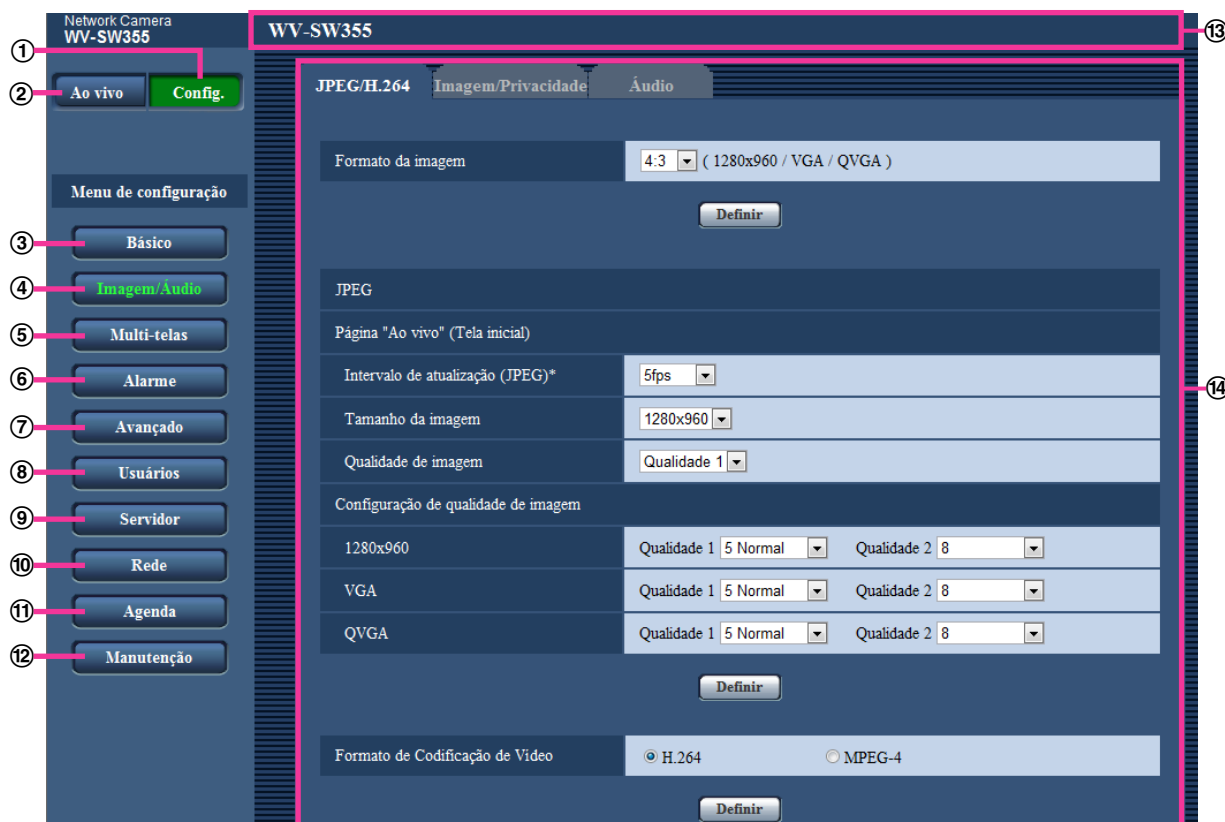 Network Camera
WV-SW355
WV-SW355
⑬
①
②
Ao vivo Config.
JPEG/H.264 Imagem/Privacidade Áudio
Formato da imagem 4:3 ( 1280x960 / VGA / QVGA )
Definir
Menu de configuração
③ Básico
④ Imagem/Áudio
⑤ Multi-telas
⑥ Alarme
⑦ Avançado
⑧ Usuários
⑨ Servidor
⑩ Rede
⑪ Agenda
⑫ Manutenção
JPEG
Página "Ao vivo" (Tela inicial)
Intervalo de atualização (JPEG)* 5fps
⑭
Tamanho da imagem 1280x960
Qualidade de imagem Qualidade 1
Configuração de qualidade de imagem
1280x960 Qualidade 1 5 Normal Qualidade 2 8
VGA Qualidade 1 5 Normal Qualidade 2 8
QVGA Qualidade 1 5 Normal Qualidade 2 8
Definir
Formato de Codificação de Vídeo H.264 MPEG-4
Definir